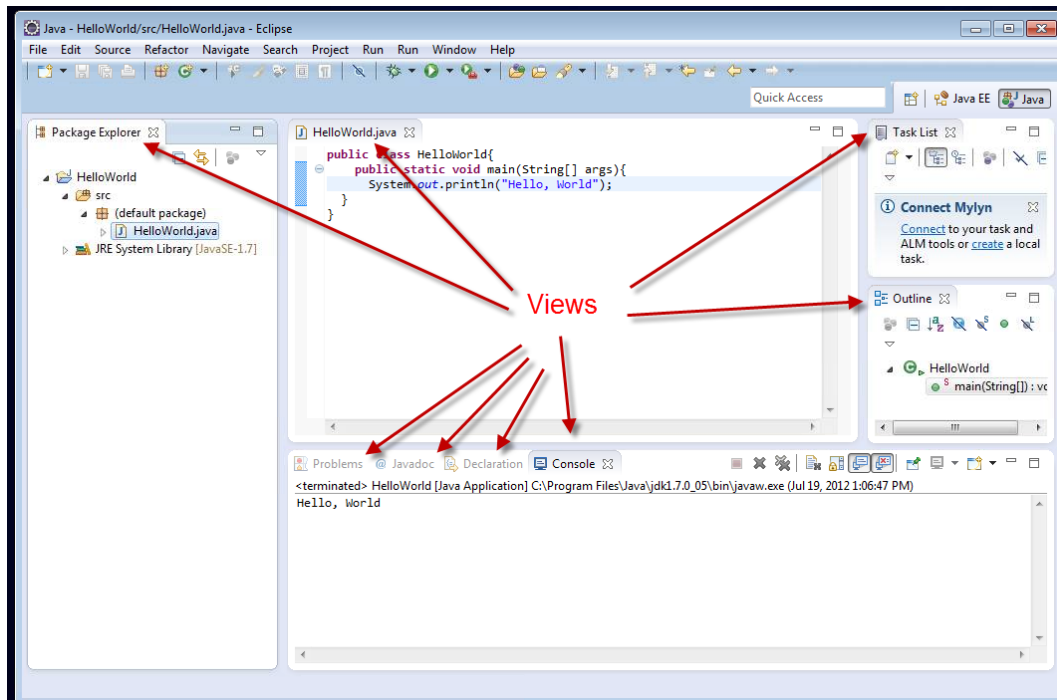 Java - HelloWorld/src/HelloWorld.java - Eclipse
File Edit Source Refactor Navigate Search Project Run Run Window Help
Quick Access
Java EE
Java
Package Explorer
HelloWorld
src
(default package)
HelloWorld.java
JRE System Library [JavaSE-1.7]
HelloWorld.java
public class HelloWorld{
public static void main(String[] args){
System.out.println("Hello, World");
}
}
Views
Task List
Connect Mylyn
Connect to your task and
ALM tools or create a local
task.
Outline
HelloWorld
main(String[]) : vo
Problems @ Javadoc Declaration Console
<terminated> HelloWorld [Java Application] C:\Program Files\Java\jdk1.7.0_05\bin\javaw.exe (Jul 19, 2012 1:06:47 PM)
Hello, World